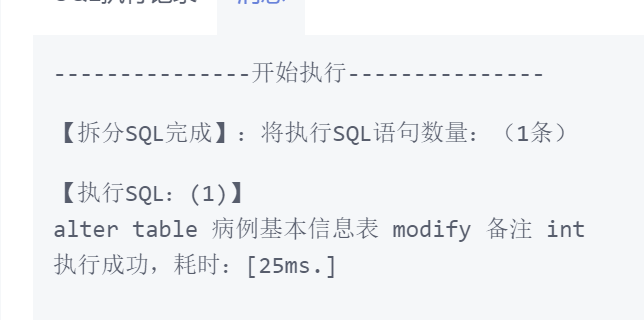 ---------------开始执行---------------
【拆分SQL完成】：将执行SQL语句数量：（1条）
【执行SQL：(1)】
alter table 病例基本信息表 modify 备注 int
执行成功，耗时：[25ms.]